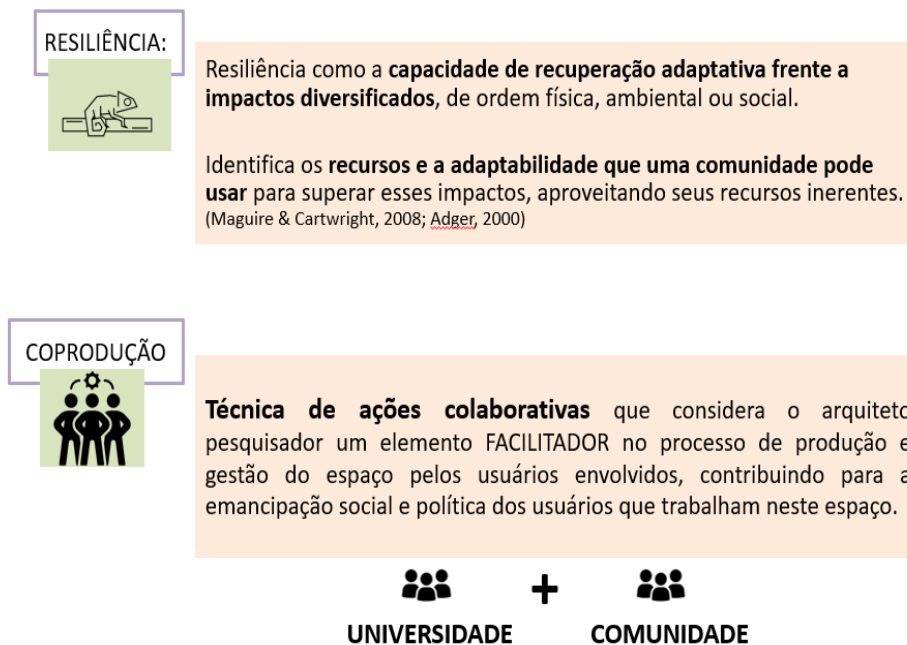 RESILIÊNCIA:
Resiliência como a capacidade de recuperação adaptativa frente a
impactos diversificados, de ordem física, ambiental ou social.
Identifica os recursos e a adaptabilidade que uma comunidade pode
usar para superar esses impactos, aproveitando seus recursos inerentes.
(Maguire & Cartwright, 2008; Adger, 2000)
COPRODUÇÃO
Técnica de ações colaborativas que considera o arquiteto
pesquisador um elemento FACILITADOR no processo de produção e
gestão do espaço pelos usuários envolvidos, contribuindo para a
emancipação social e política dos usuários que trabalham neste espaço.
+
UNIVERSIDADE COMUNIDADE